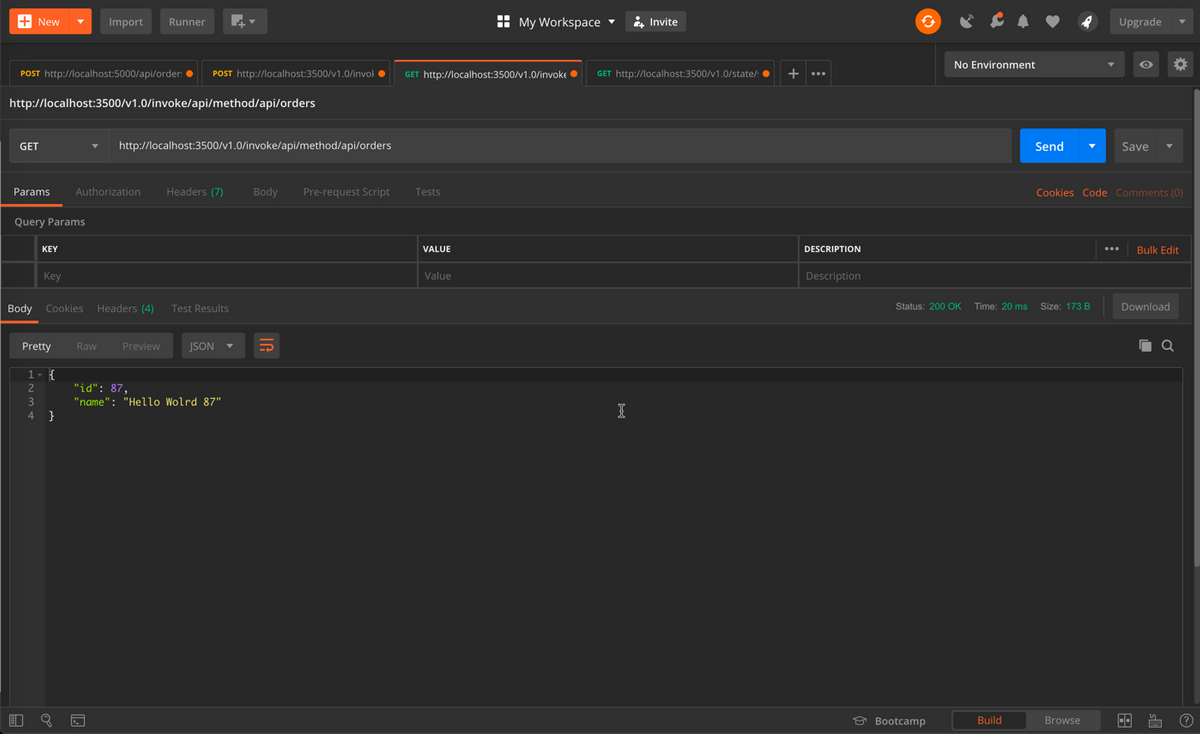 New Import Runner My Workspace Invite Upgrade
POST http://localhost:5000/api/order: POST http://localhost:3500/v1.0/invol GET http://localhost:3500/v1.0/invoke GET http://localhost:3500/v1.0/state/ + ••• No Environment
http://localhost:3500/v1.0/invoke/api/method/api/orders
GET http://localhost:3500/v1.0/invoke/api/method/api/orders Send Save
Params Authorization Headers (7) Body Pre-request Script Tests Cookies Code Comments (0)
Query Params
KEY VALUE DESCRIPTION ••• Bulk Edit
Key Value Description
Body Cookies Headers (4) Test Results Status: 200 OK Time: 20 ms Size: 173 B Download
Pretty Raw Preview JSON
1 {
2 "id": 87,
3 "name": "Hello Wolrd 87"
4 }
Bootcamp Build Browse ?